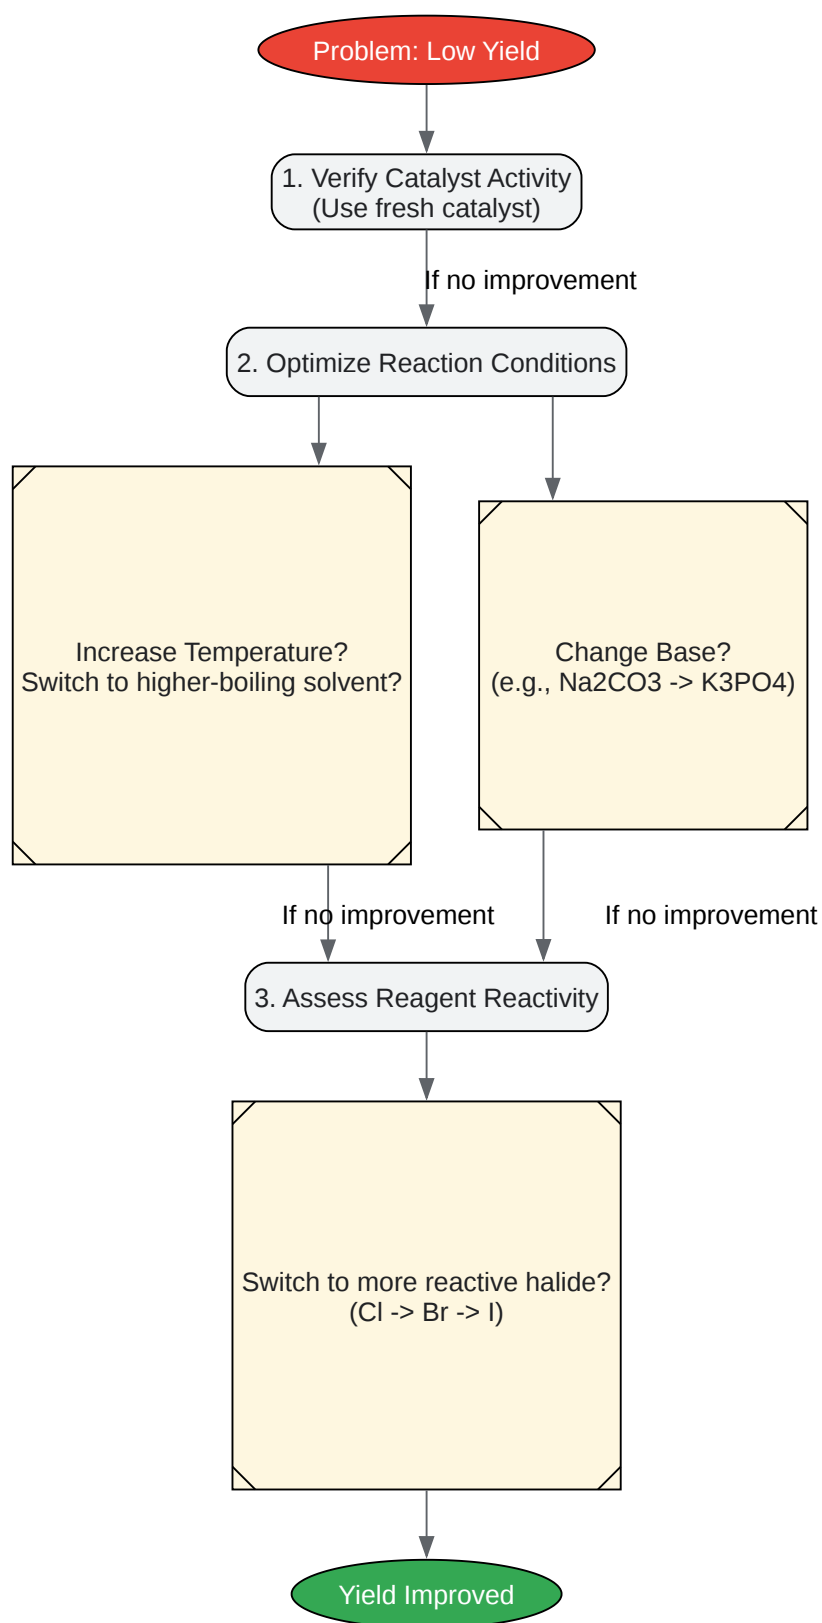 Problem: Low Yield
1. Verify Catalyst Activity
(Use fresh catalyst)
If no improvement
2. Optimize Reaction Conditions
Increase Temperature?
Switch to higher-boiling solvent?
Change Base?
(e.g., Na2CO3 -> K3PO4)
If no improvement
If no improvement
3. Assess Reagent Reactivity
Switch to more reactive halide?
(Cl -> Br -> I)
Yield Improved